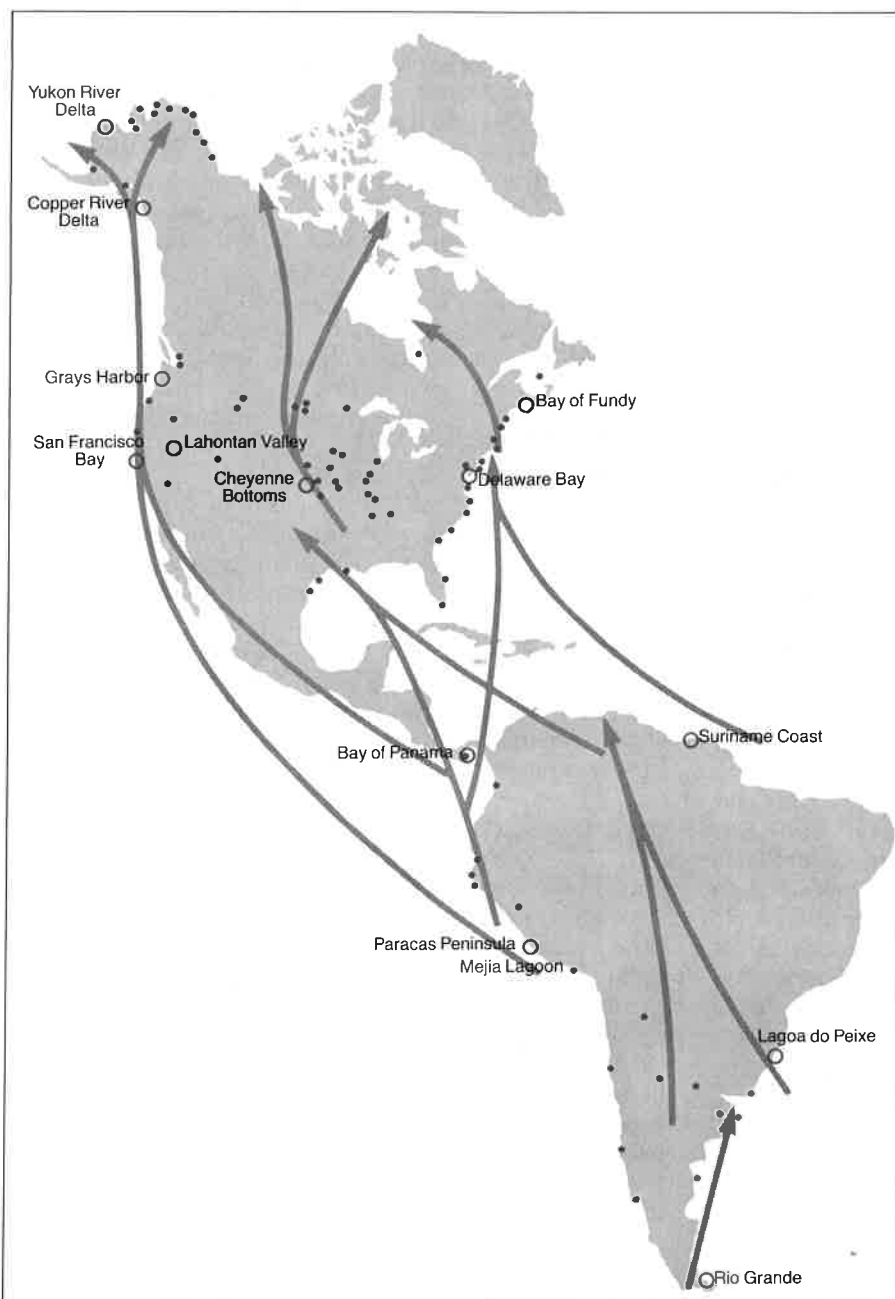 Yukon River
Delta
Copper River
Delta
Grays Harbor
Bay of Fundy
San Francisco
Bay
Lahontan Valley
Cheyenne
Bottoms
Delaware Bay
Bay of Panama
Suriname Coast
Paracas Peninsula
Mejia Lagoon
Lagoa do Peixe
Rio Grande